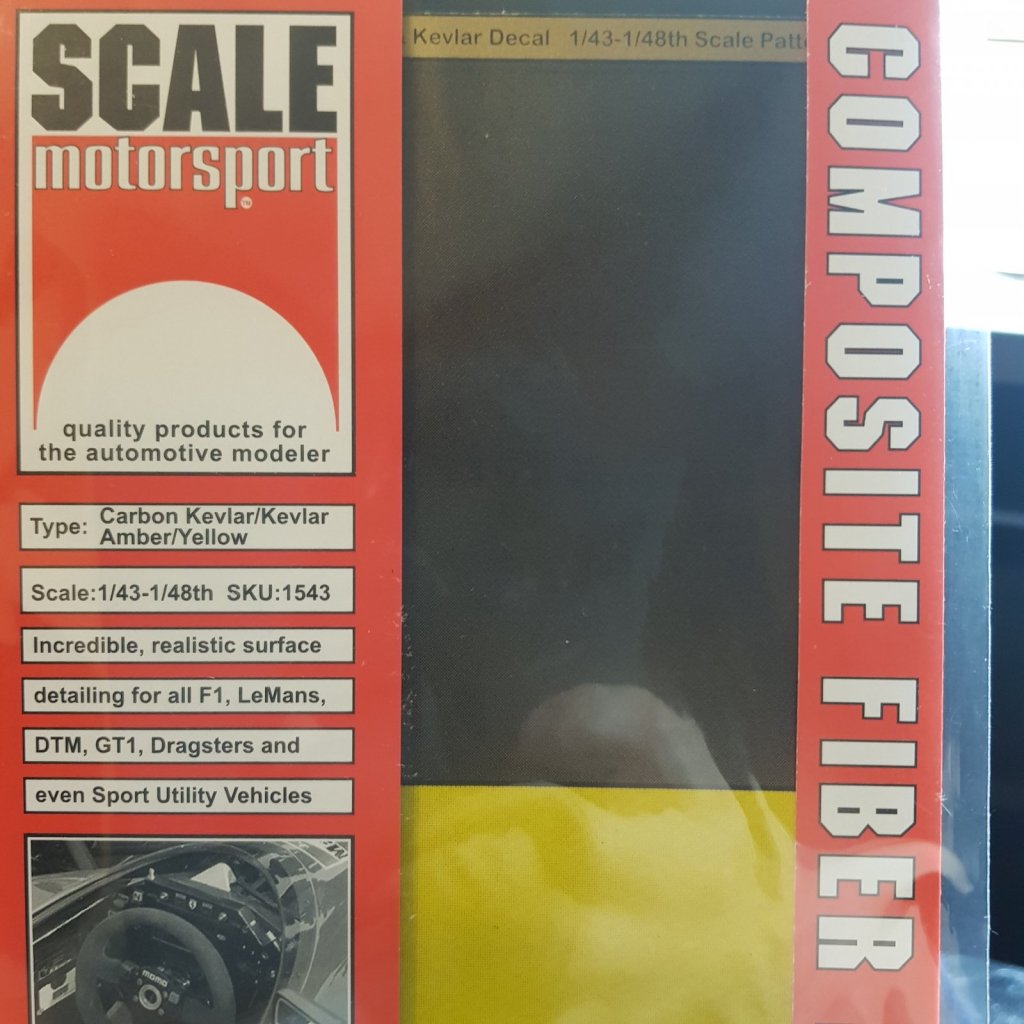 SCALE
motorsport
TM
quality products for
the automotive modeler
Type: Carbon Kevlar/Kevlar
Amber/Yellow
Scale:1/43-1/48th SKU:1543
Incredible, realistic surface
detailing for all F1, LeMans,
DTM, GT1, Dragsters and
even Sport Utility Vehicles
MOMO
Kevlar Decal 1/43-1/48th Scale
COMPOSITE FIBER